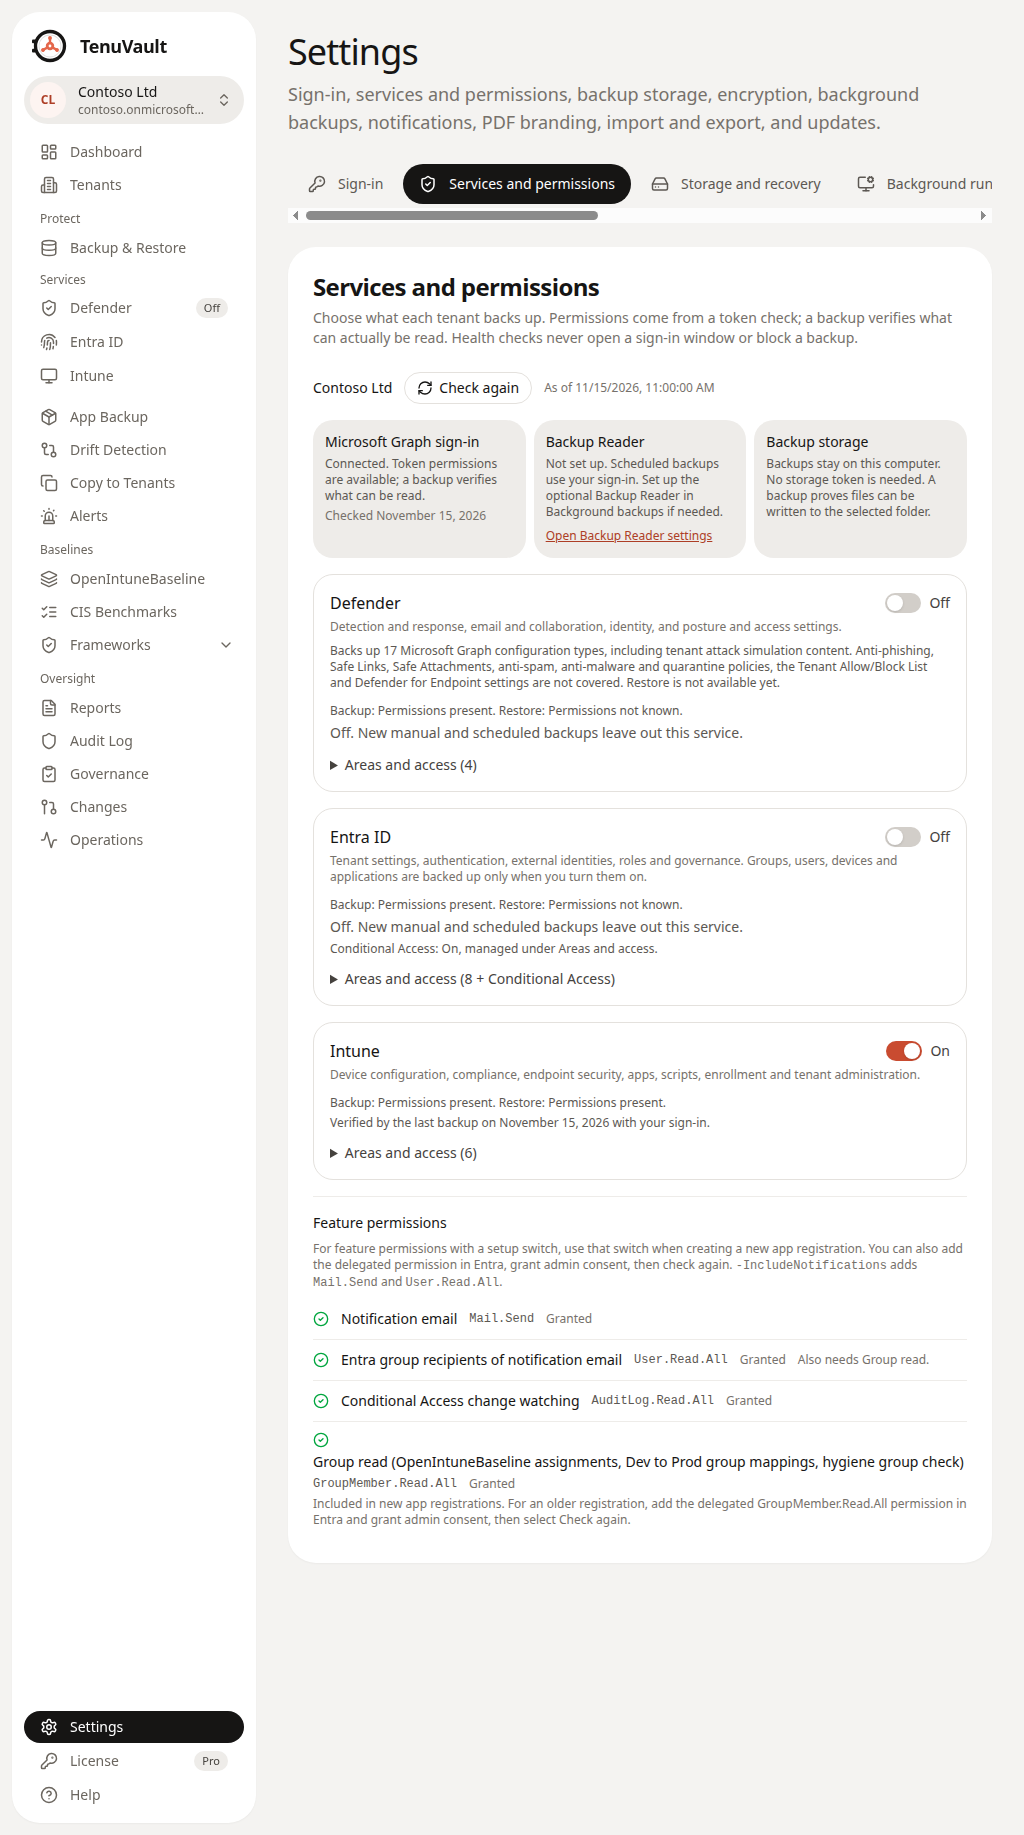 TenuVault
CL
Contoso Ltd
contoso.onmicrosoft...
Dashboard
Tenants
Protect
Backup & Restore
Services
Defender
Off
Entra ID
Intune
App Backup
Drift Detection
Copy to Tenants
Alerts
Baselines
OpenIntuneBaseline
CIS Benchmarks
Frameworks
Oversight
Reports
Audit Log
Governance
Changes
Operations
Settings
License
Pro
Help
Settings
Sign-in, services and permissions, backup storage, encryption, background
backups, notifications, PDF branding, import and export, and updates.
Sign-in
Services and permissions
Storage and recovery
Background run
Services and permissions
Choose what each tenant backs up. Permissions come from a token check; a backup verifies what
can actually be read. Health checks never open a sign-in window or block a backup.
Contoso Ltd
Check again
As of 11/15/2026, 11:00:00 AM
Microsoft Graph sign-in
Connected. Token permissions
are available; a backup verifies
what can be read.
Checked November 15, 2026
Backup Reader
Not set up. Scheduled backups
use your sign-in. Set up the
optional Backup Reader in
Background backups if needed.
Open Backup Reader settings
Backup storage
Backups stay on this computer.
No storage token is needed. A
backup proves files can be
written to the selected folder.
Defender
Off
Detection and response, email and collaboration, identity, and posture and access settings.
Backs up 17 Microsoft Graph configuration types, including tenant attack simulation content. Anti-phishing,
Safe Links, Safe Attachments, anti-spam, anti-malware and quarantine policies, the Tenant Allow/Block List
and Defender for Endpoint settings are not covered. Restore is not available yet.
Backup: Permissions present. Restore: Permissions not known.
Off. New manual and scheduled backups leave out this service.
Areas and access (4)
Entra ID
Off
Tenant settings, authentication, external identities, roles and governance. Groups, users, devices and
applications are backed up only when you turn them on.
Backup: Permissions present. Restore: Permissions not known.
Off. New manual and scheduled backups leave out this service.
Conditional Access: On, managed under Areas and access.
Areas and access (8 + Conditional Access)
Intune
On
Device configuration, compliance, endpoint security, apps, scripts, enrollment and tenant administration.
Backup: Permissions present. Restore: Permissions present.
Verified by the last backup on November 15, 2026 with your sign-in.
Areas and access (6)
Feature permissions
For feature permissions with a setup switch, use that switch when creating a new app registration. You can also add
the delegated permission in Entra, grant admin consent, then check again. -IncludeNotifications adds
Mail.Send and User.Read.All.
Notification email Mail.Send Granted
Entra group recipients of notification email User.Read.All Granted Also needs Group read.
Conditional Access change watching AuditLog.Read.All Granted
Group read (OpenIntuneBaseline assignments, Dev to Prod group mappings, hygiene group check)
GroupMember.Read.All Granted
Included in new app registrations. For an older registration, add the delegated GroupMember.Read.All permission in
Entra and grant admin consent, then select Check again.